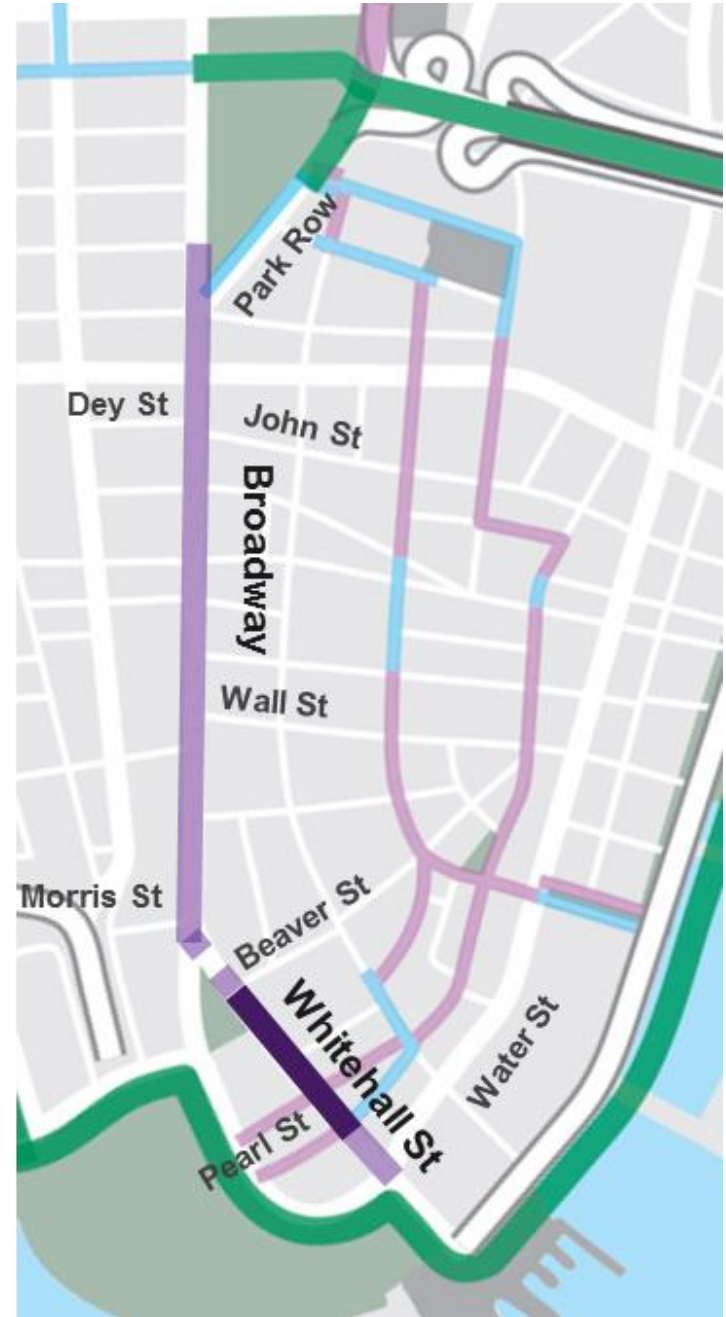 Park Row
Dey St
John St
Broadway
Wall St
Morris St
Beaver St
Whitehall St
Water St
Pearl St